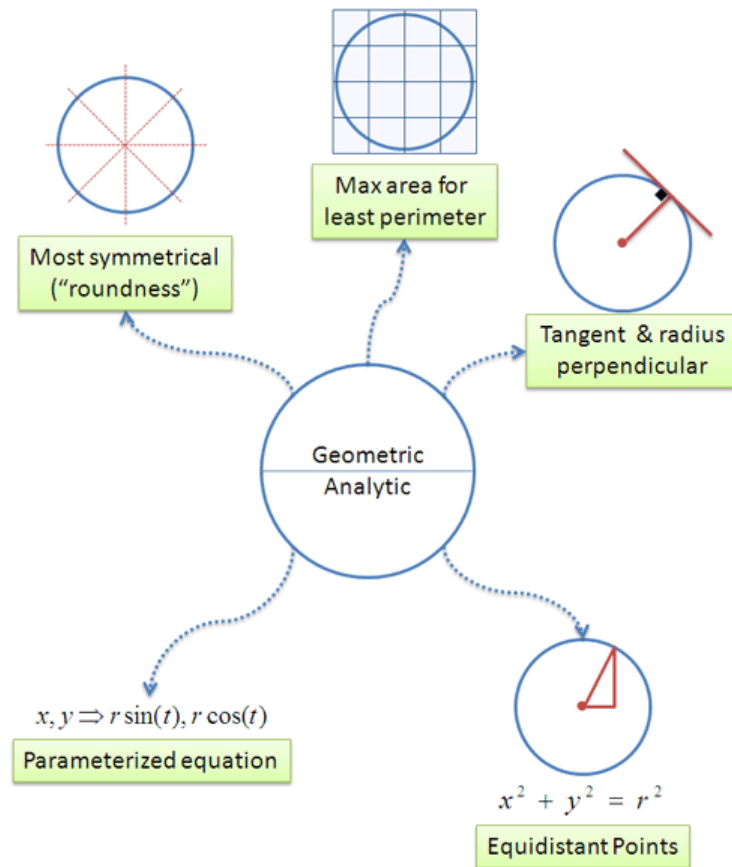 Most symmetrical
(“roundness”)
Max area for
least perimeter
Tangent & radius
perpendicular
Geometric
Analytic
x, y ⇒ r sin(t), r cos(t)
Parameterized equation
x² + y² = r²
Equidistant Points